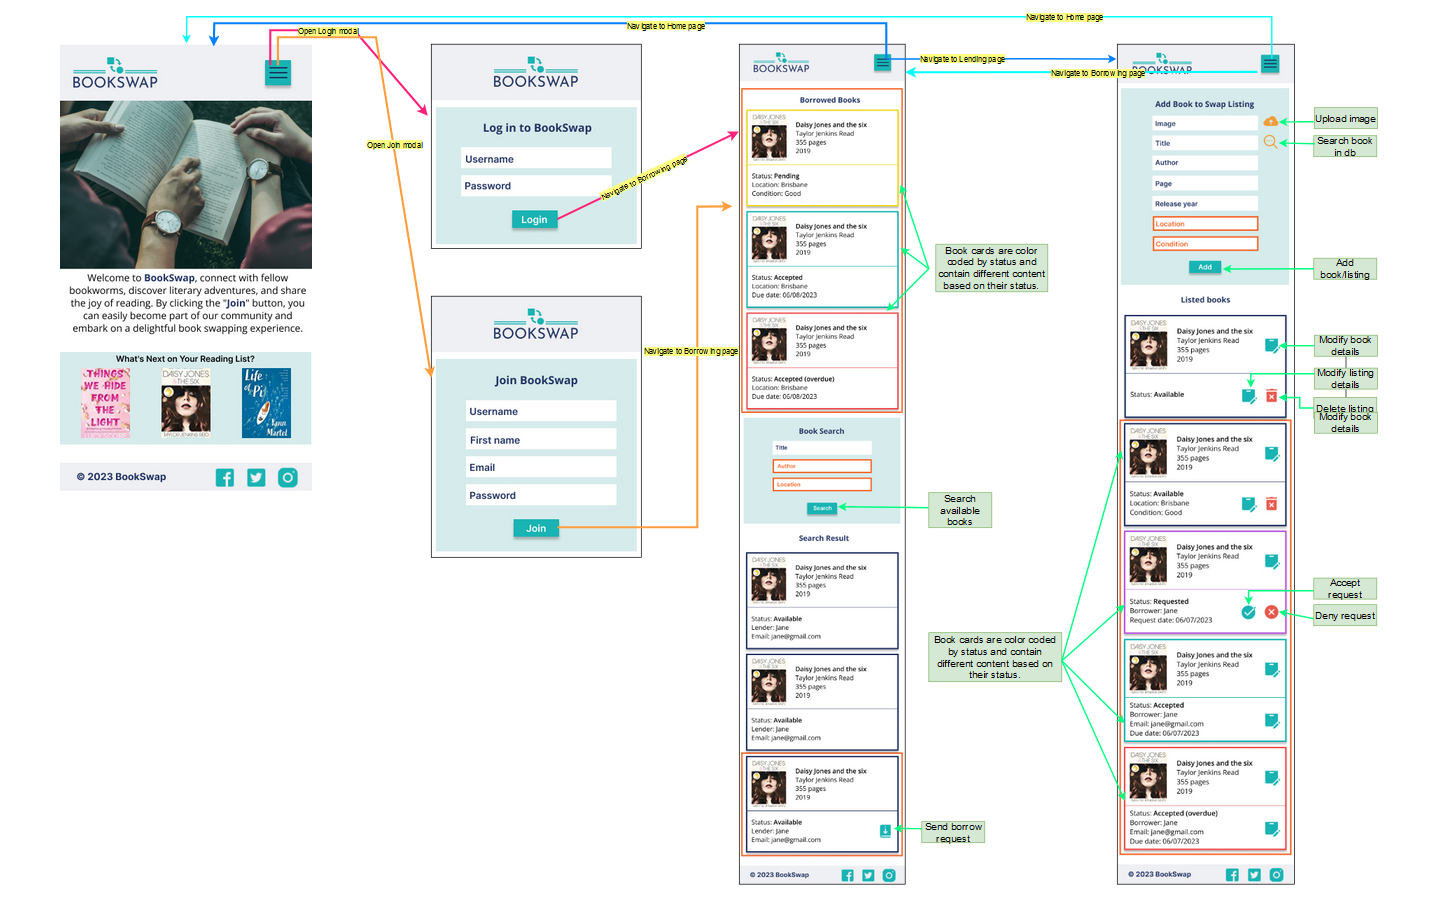 Navigate to Home page
Navigate to Home page
Open Login modal
Open Join modal
BOOKSWAP
Welcome to BookSwap, connect with fellow
bookworms, discover literary adventures, and share
the joy of reading. By clicking the "Join" button, you
can easily become part of our community and
embark on a delightful book swapping experience.
What's Next on Your Reading List?
THINGS
WE HIDE
FROM
THE
LIGHT
DAISY JONES
& THE SIX
TAYLOR JENKINS REID
Life
of
Pi
Yann
Martel
© 2023 BookSwap
BOOKSWAP
Log in to BookSwap
Username
Password
Login
Navigate to Borrowing page
BOOKSWAP
Join BookSwap
Username
First name
Email
Password
Join
Navigate to Borrowing page
BOOKSWAP
Navigate to Lending page
Navigate to Borrowing page
Borrowed Books
Daisy Jones and the six
Taylor Jenkins Read
355 pages
2019
Status: Pending
Location: Brisbane
Condition: Good
Daisy Jones and the six
Taylor Jenkins Read
355 pages
2019
Status: Accepted
Location: Brisbane
Due date: 06/08/2023
Daisy Jones and the six
Taylor Jenkins Read
355 pages
2019
Status: Accepted (overdue)
Location: Brisbane
Due date: 06/08/2023
Book cards are color
coded by status and
contain different content
based on their status.
Book Search
Title
Author
Location
Search
Search
available
books
Search Result
Daisy Jones and the six
Taylor Jenkins Read
355 pages
2019
Status: Available
Lender: Jane
Email: jane@gmail.com
Daisy Jones and the six
Taylor Jenkins Read
355 pages
2019
Status: Available
Lender: Jane
Email: jane@gmail.com
Daisy Jones and the six
Taylor Jenkins Read
355 pages
2019
Status: Available
Lender: Jane
Email: jane@gmail.com
Send borrow
request
© 2023 BookSwap
BOOKSWAP
Add Book to Swap Listing
Image
Title
Author
Page
Release year
Location
Condition
Add
Upload image
Search book
in db
Add
book/listing
Listed books
Daisy Jones and the six
Taylor Jenkins Read
355 pages
2019
Status: Available
Modify book
details
Modify listing
details
Delete listing
Modify book
details
Daisy Jones and the six
Taylor Jenkins Read
355 pages
2019
Status: Available
Location: Brisbane
Condition: Good
Daisy Jones and the six
Taylor Jenkins Read
355 pages
2019
Status: Requested
Borrower: Jane
Request date: 06/07/2023
Accept
request
Deny request
Book cards are color coded
by status and contain
different content based on
their status.
Daisy Jones and the six
Taylor Jenkins Read
355 pages
2019
Status: Accepted
Borrower: Jane
Email: jane@gmail.com
Due date: 06/07/2023
Daisy Jones and the six
Taylor Jenkins Read
355 pages
2019
Status: Accepted (overdue)
Borrower: Jane
Email: jane@gmail.com
Due date: 06/07/2023
© 2023 BookSwap